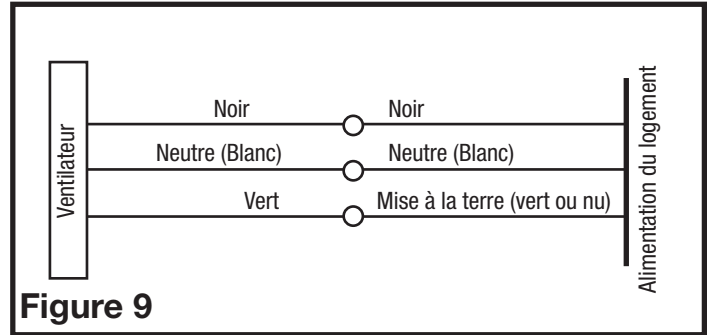 Ventilateur
Noir
Noir
Neutre (Blanc)
Neutre (Blanc)
Vert
Mise à la terre (vert ou nu)
Alimentation du logement
Figure 9